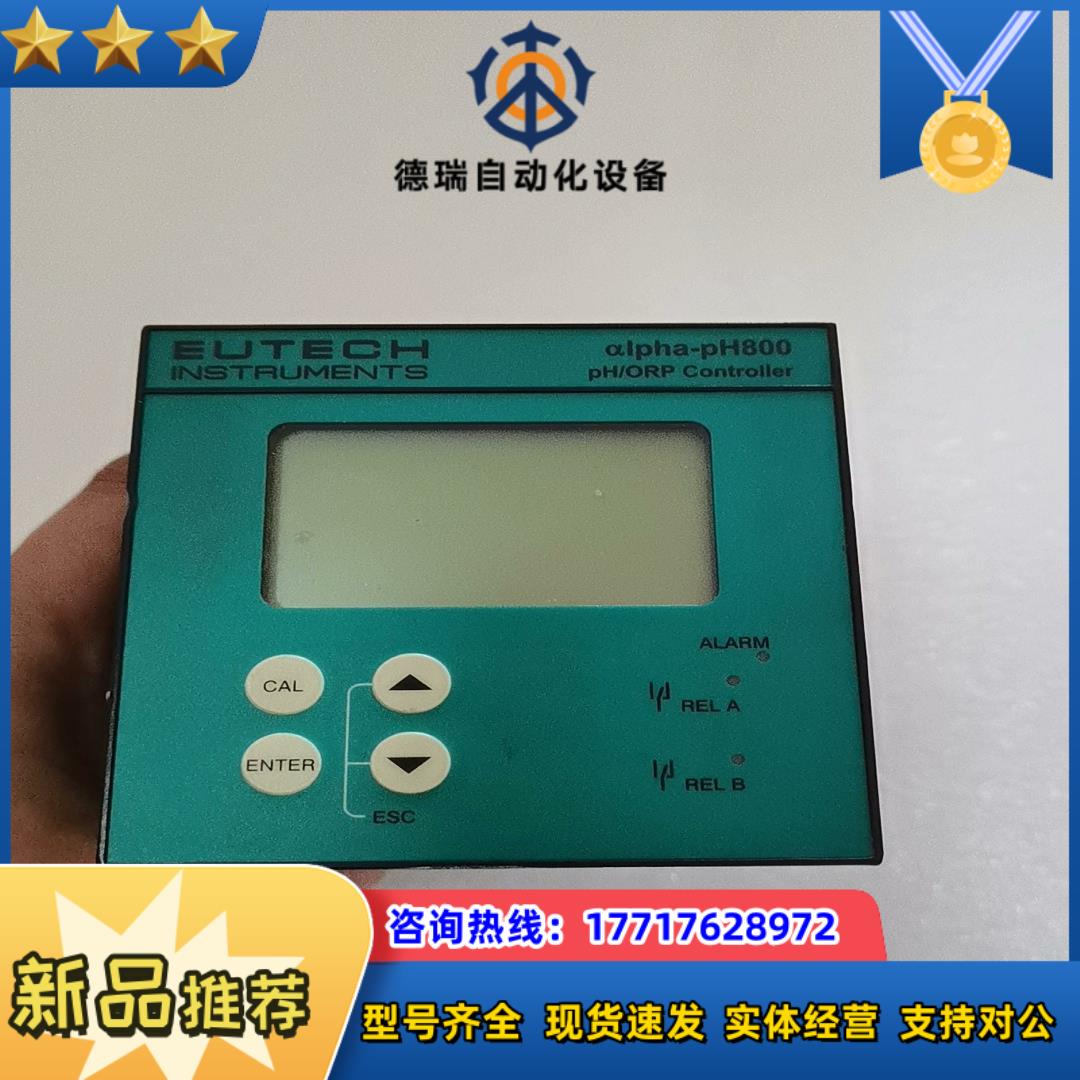 德瑞自动化设备
EUTECH
INSTRUMENTS
αlpha-pH800
pH/ORP Controller
ALARM
CAL
REL A
ENTER
REL B
ESC
咨询热线：17717628972
新品推荐
型号齐全 现货速发 实体经营 支持对公